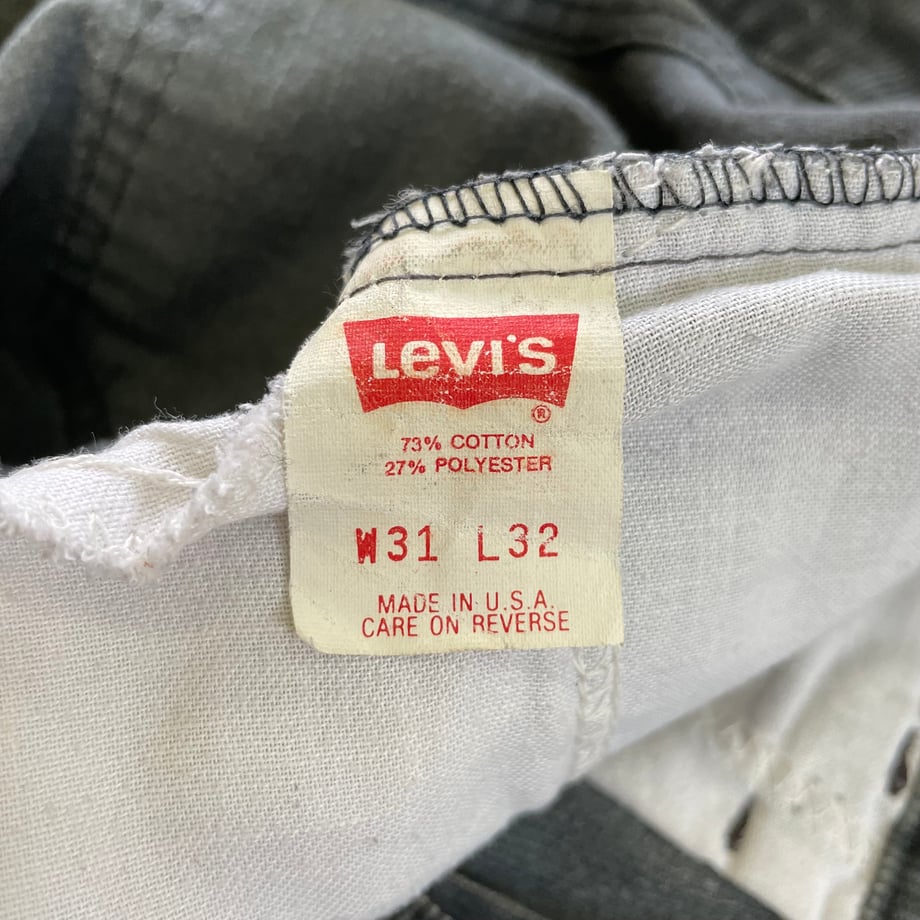 Levi's
®
73% COTTON
27% POLYESTER
W31 L32
MADE IN U.S.A.
CARE ON REVERSE